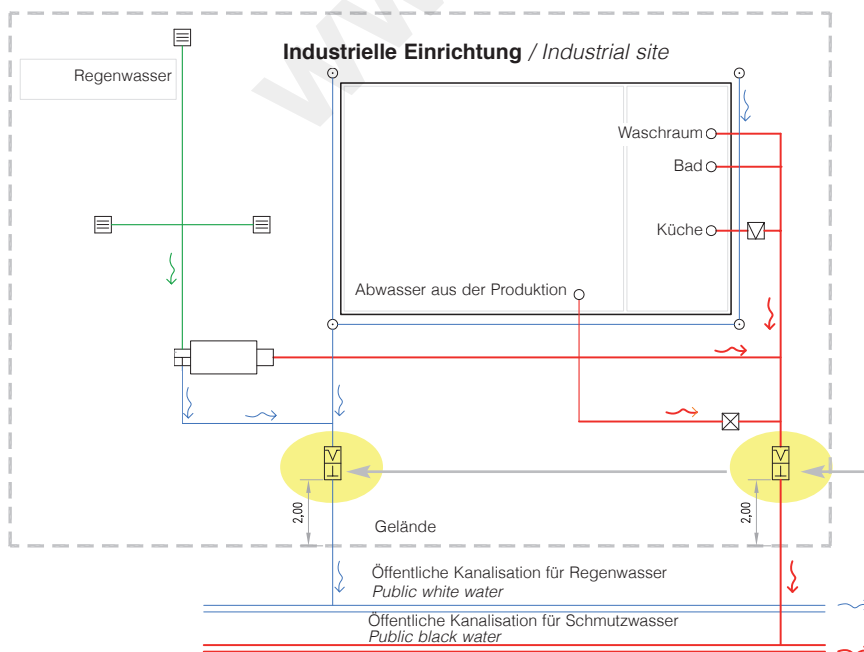 Industrielle Einrichtung / Industrial site
Regenwasser
Waschraum
Bad
Küche
Abwasser aus der Produktion
2,00
2,00
Gelände
Öffentliche Kanalisation für Regenwasser
Public white water
Öffentliche Kanalisation für Schmutzwasser
Public black water